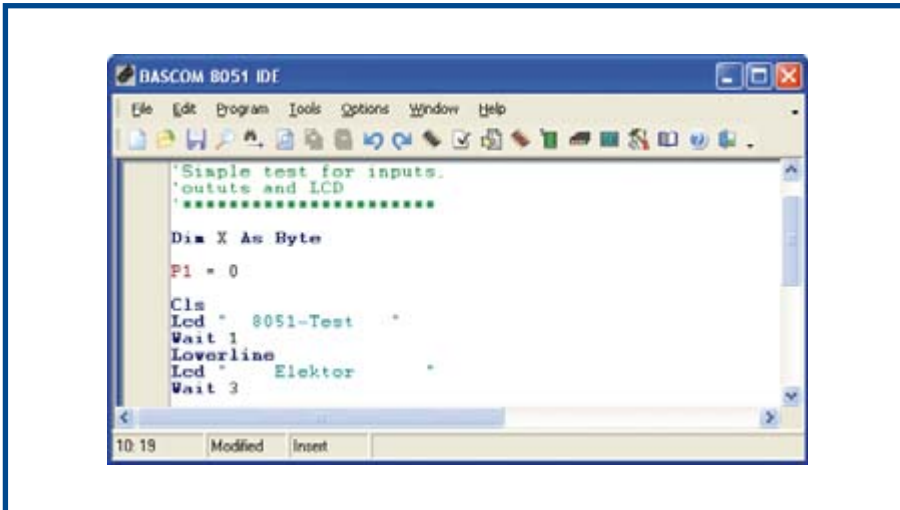 BASCOM 8051 IDE
File Edit Program Tools Options Window Help
'Simple test for inputs,
'oututs and LCD
'**********************
Dim X As Byte
P1 = 0
Cls
Lcd "  8051-Test   "
Wait 1
Lowerline
Lcd "    Elektor       "
Wait 3
10: 19 Modified Insert